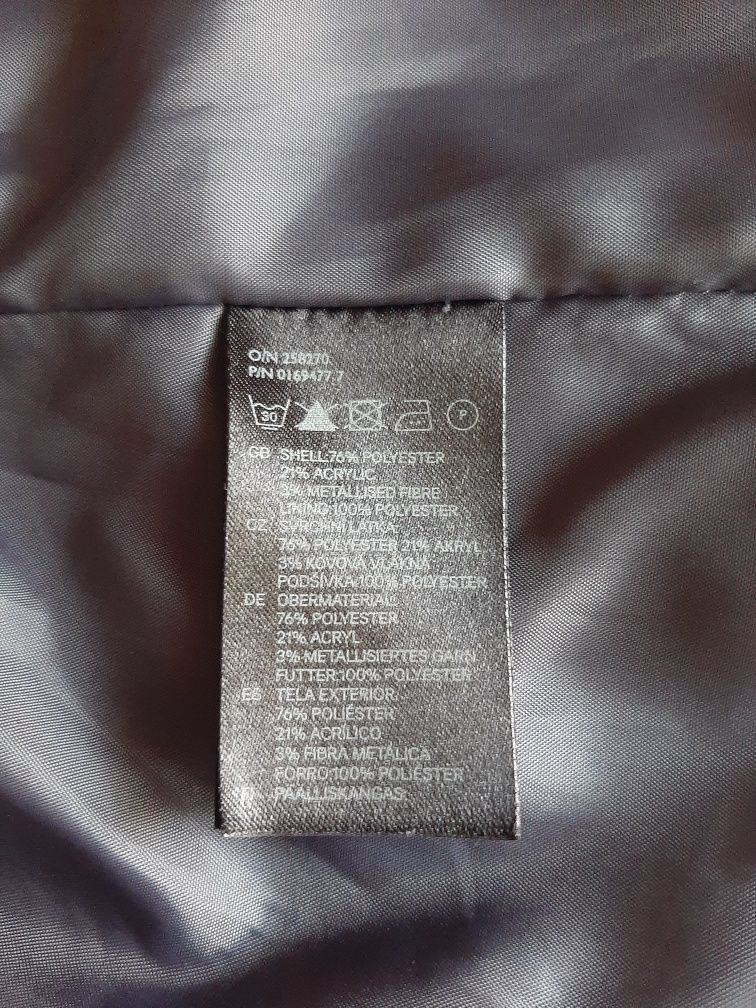 O/N 258270
P/N 0169477.7
30 P
GB SHELL:76% POLYESTER
21% ACRYLIC
3% METALLISED FIBRE
LINING:100% POLYESTER
CZ SVRCHNÍ LÁTKA:
76% POLYESTER 21% AKRYL
3% KOVOVÁ VLÁKNA
PODŠÍVKA:100% POLYESTER
DE OBERMATERIAL:
76% POLYESTER
21% ACRYL
3% METALLISIERTES GARN
FUTTER:100% POLYESTER
ES TELA EXTERIOR:
76% POLIÉSTER
21% ACRÍLICO
3% FIBRA METÁLICA
FORRO:100% POLIÉSTER
FI PÄÄLLISKANGAS: